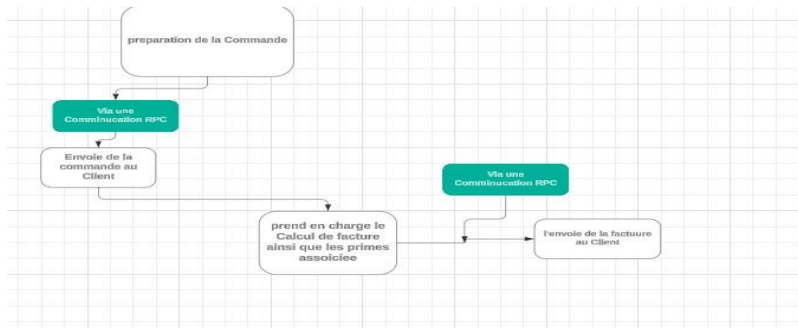 preparation de la Commande
Via une
Comminucation RPC
Envoie de la
commande au
Client
Via une
Comminucation RPC
prend en charge le
Calcul de facture
ainsi que les primes
assoiciee
l'envoie de la factuure
au Client